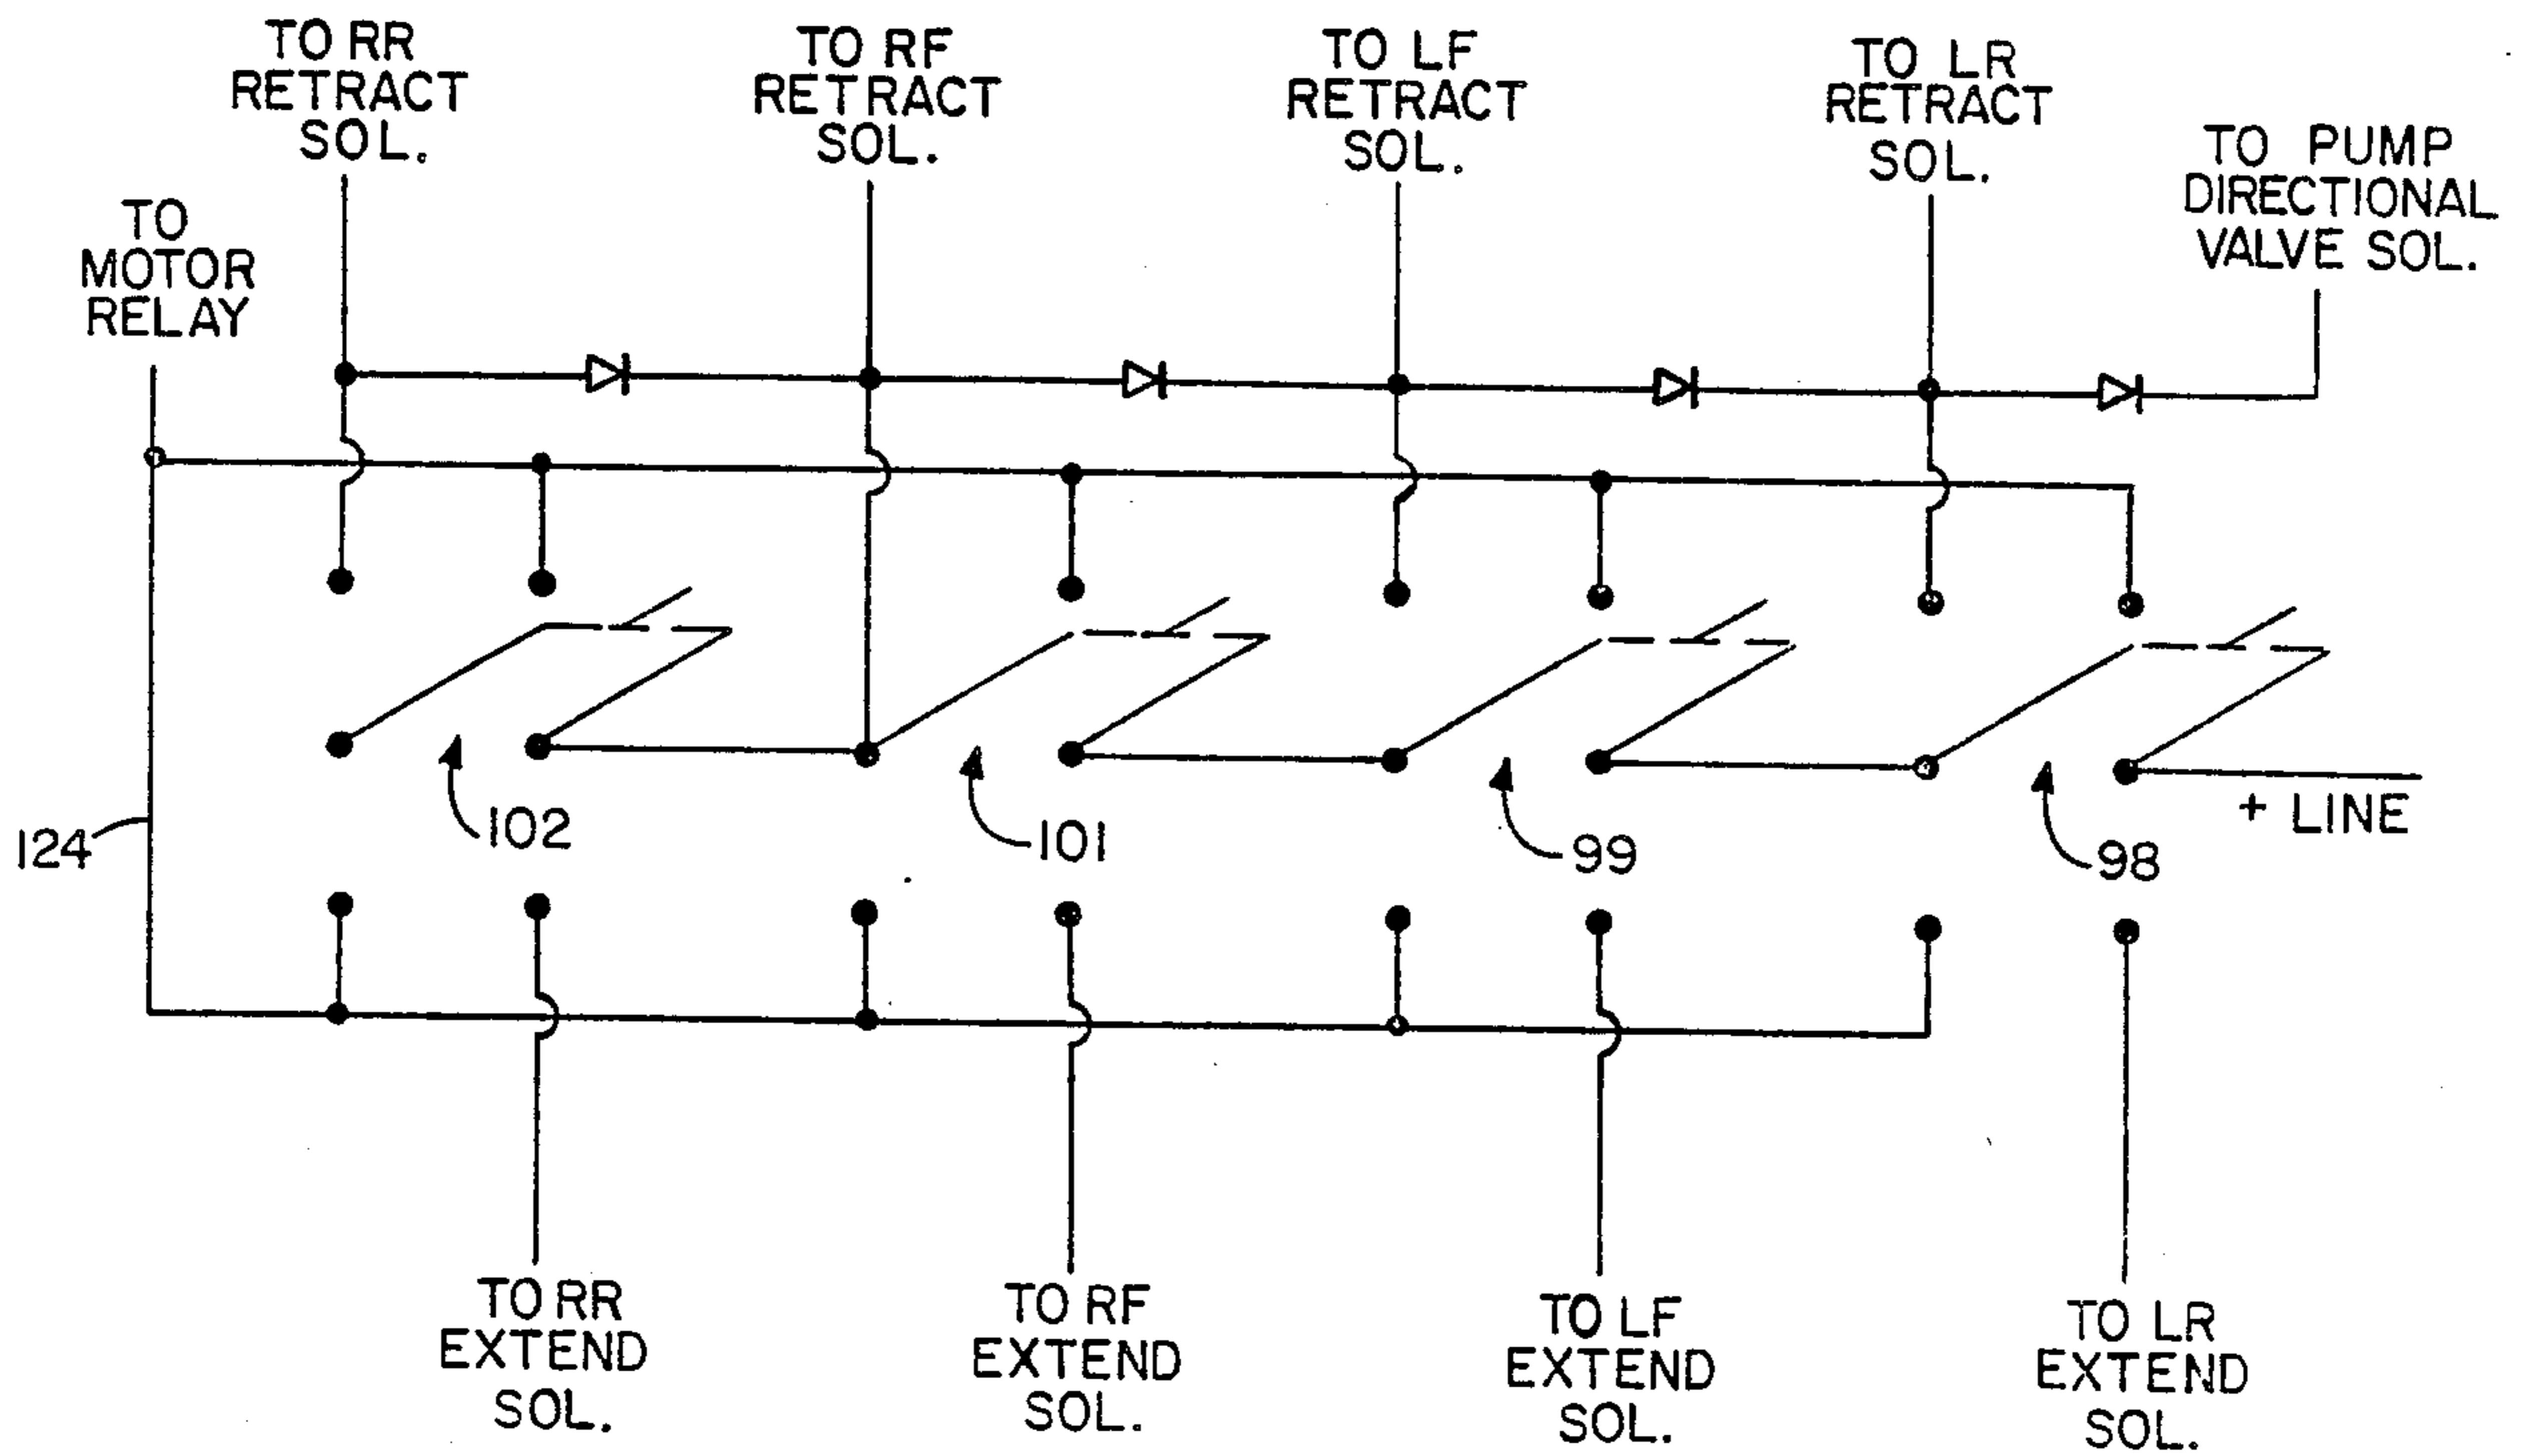 TO RR
RETRACT
SOL.
TO RF
RETRACT
SOL.
TO LF
RETRACT
SOL.
TO LR
RETRACT
SOL.
TO PUMP
DIRECTIONAL
VALVE SOL.
TO
MOTOR
RELAY
124
102
101
99
98
+ LINE
TO RR
EXTEND
SOL.
TO RF
EXTEND
SOL.
TO LF
EXTEND
SOL.
TO LR
EXTEND
SOL.